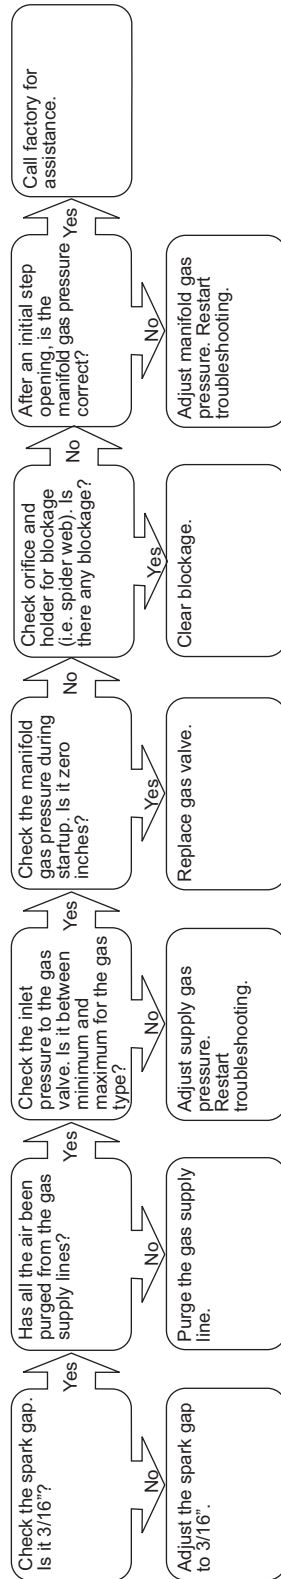 Check the spark gap.
Is it 3/16”?
Yes
No
Adjust the spark gap
to 3/16”.
Has all the air been
purged from the gas
supply lines?
Yes
No
Purge the gas supply
line.
Check the inlet
pressure to the gas
valve. Is it between
minimum and
maximum for the gas
type?
Yes
No
Adjust supply gas
pressure.
Restart
troubleshooting.
Check the manifold
gas pressure during
startup. Is it zero
inches?
No
Yes
Replace gas valve.
Check orifice and
holder for blockage
(i.e. spider web). Is
there any blockage?
No
Yes
Clear blockage.
After an initial step
opening, is the
manifold gas pressure
correct?
Yes
No
Adjust manifold gas
pressure. Restart
troubleshooting.
Call factory for
assistance.